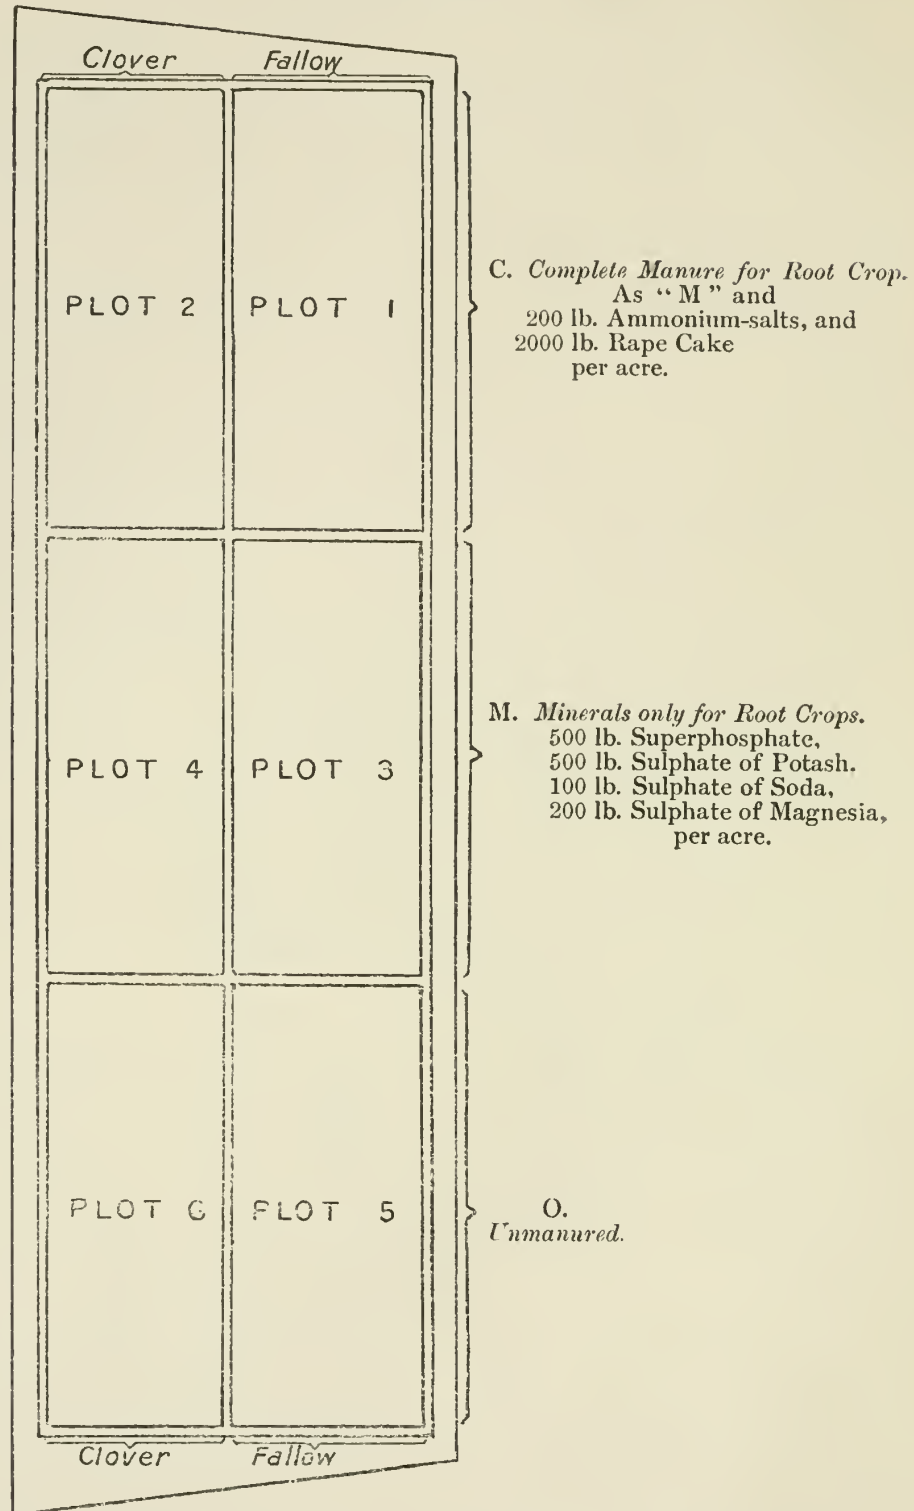 Clover Fallow
PLOT 2 PLOT 1
C. Complete Manure for Root Crop.
As “M” and
200 lb. Ammonium-salts, and
2000 lb. Rape Cake
per acre.
PLOT 4 PLOT 3
M. Minerals only for Root Crops.
500 lb. Superphosphate,
500 lb. Sulphate of Potash.
100 lb. Sulphate of Soda,
200 lb. Sulphate of Magnesia,
per acre.
PLOT 6 PLOT 5
O.
Unmanured.
Clover Fallow